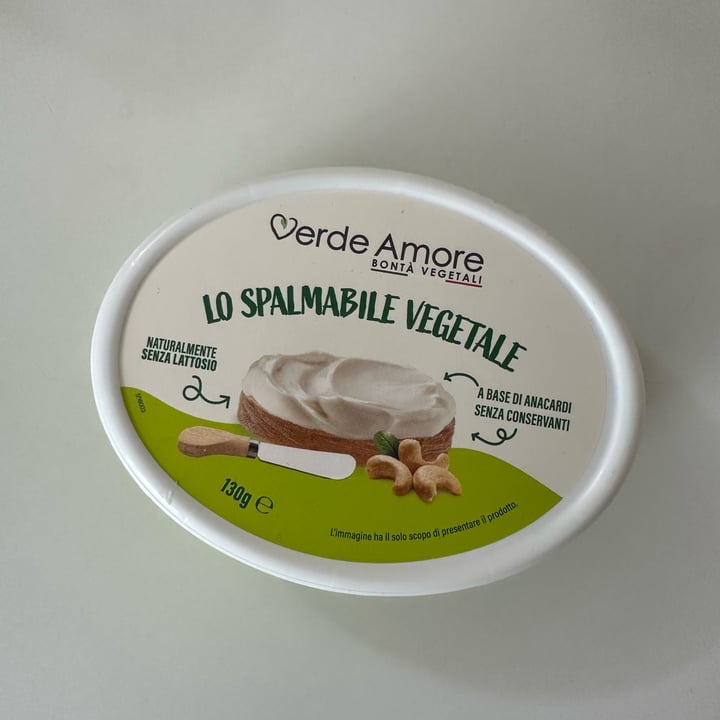 Verde Amore
BONTÀ VEGETALI
LO SPALMABILE VEGETALE
NATURALMENTE
SENZA LATTOSIO
A BASE DI ANACARDI
SENZA CONSERVANTI
130g ℮
L'immagine ha il solo scopo di presentare il prodotto.